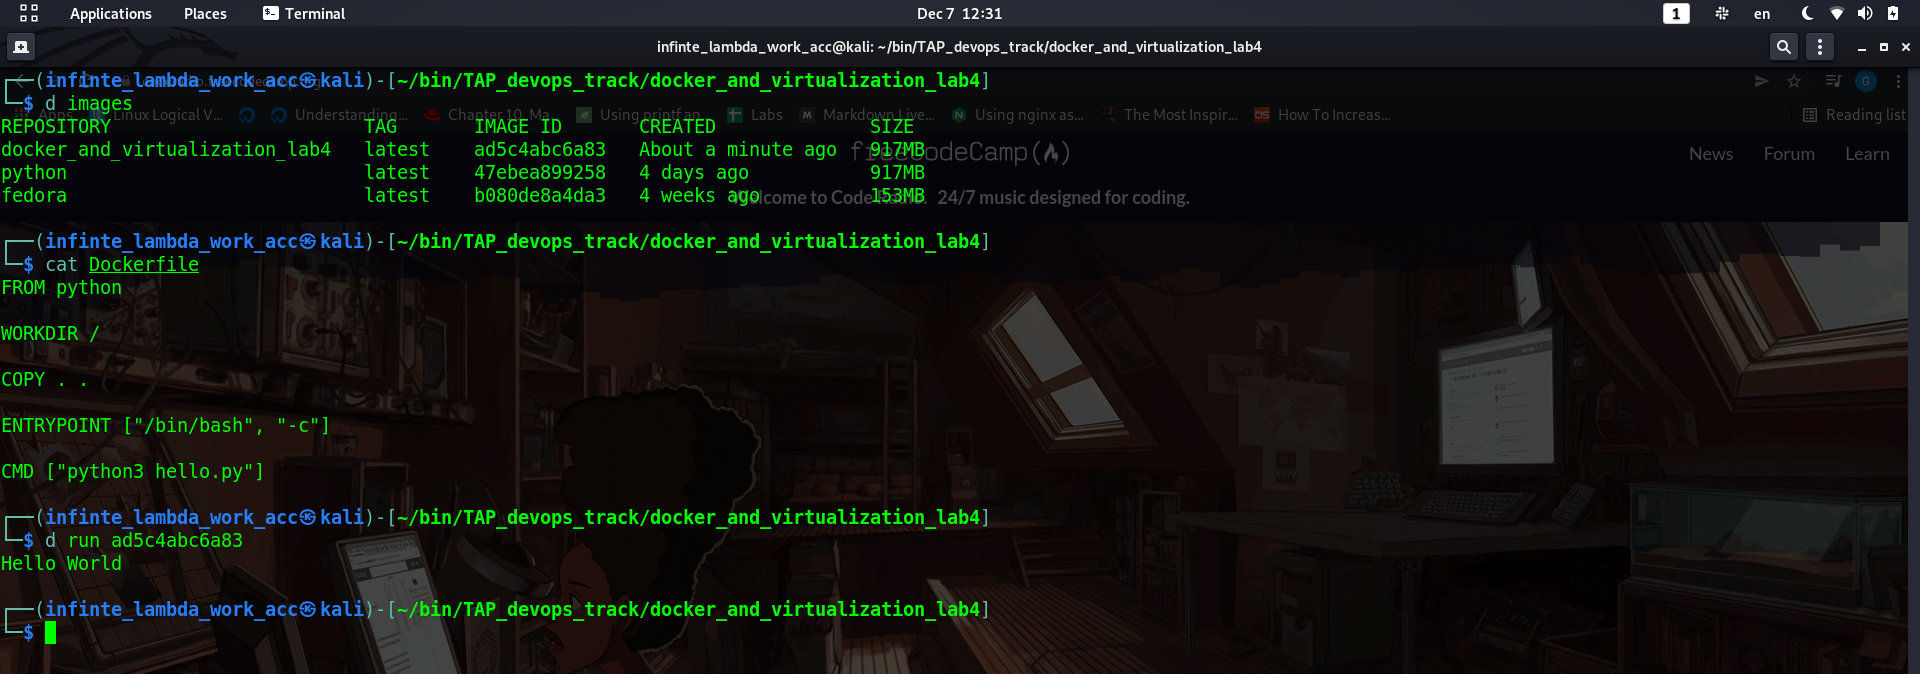 Applications Places Terminal Dec 7 12:31 1 en
infinte_lambda_work_acc@kali: ~/bin/TAP_devops_track/docker_and_virtualization_lab4
┌──(infinte_lambda_work_acc㉿kali)-[~/bin/TAP_devops_track/docker_and_virtualization_lab4]
└─$ d images
Apps Linux Logical V... Understanding... Chapter 10. Ma... Using printf an... Labs Markdown Live... Using nginx as... The Most Inspir... How To Increas... Reading list
REPOSITORY TAG IMAGE ID CREATED SIZE
docker_and_virtualization_lab4 latest ad5c4abc6a83 About a minute ago 917MB
freeCodeCamp News Forum Learn
python latest 47ebea899258 4 days ago 917MB
fedora latest b080de8a4da3 4 weeks ago 153MB
Welcome to Code Radio. 24/7 music designed for coding.
┌──(infinte_lambda_work_acc㉿kali)-[~/bin/TAP_devops_track/docker_and_virtualization_lab4]
└─$ cat Dockerfile
FROM python
WORKDIR /
COPY . .
ENTRYPOINT ["/bin/bash", "-c"]
CMD ["python3 hello.py"]
┌──(infinte_lambda_work_acc㉿kali)-[~/bin/TAP_devops_track/docker_and_virtualization_lab4]
└─$ d run ad5c4abc6a83
Hello World
┌──(infinte_lambda_work_acc㉿kali)-[~/bin/TAP_devops_track/docker_and_virtualization_lab4]
└─$